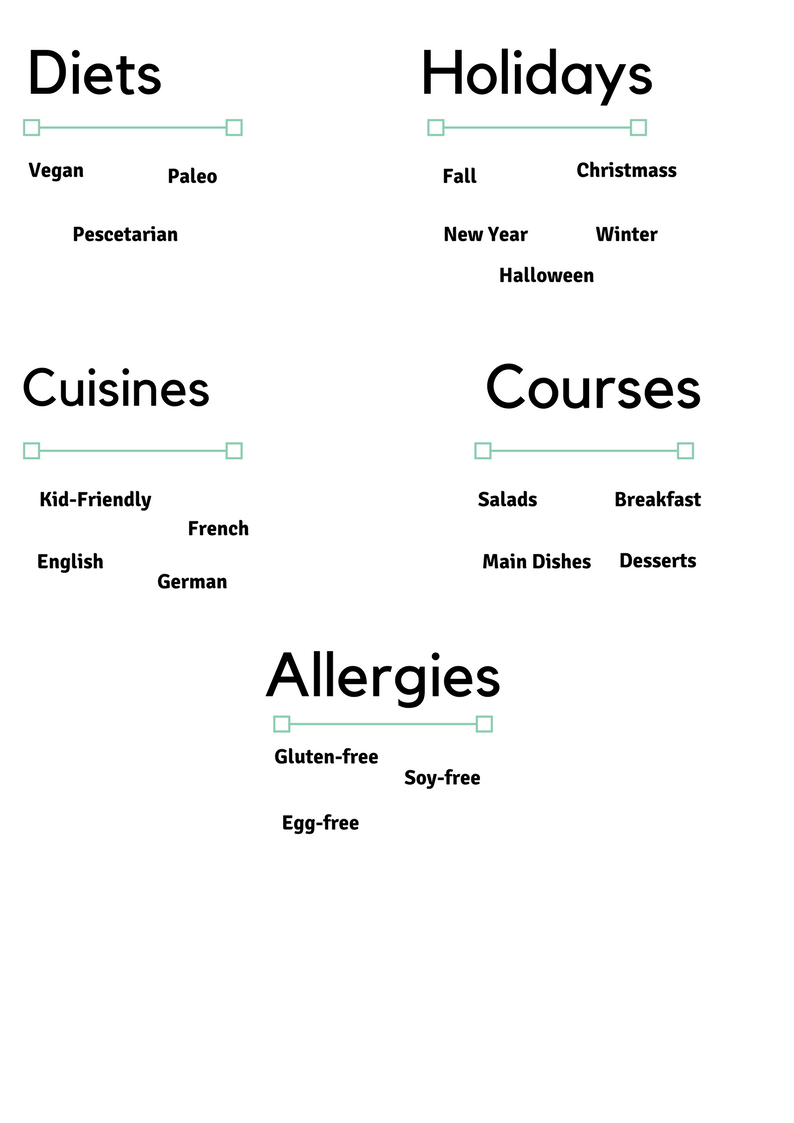 Diets
Vegan
Paleo
Pescetarian
Holidays
Fall
Christmass
New Year
Winter
Halloween
Cuisines
Kid-Friendly
French
English
German
Courses
Salads
Breakfast
Main Dishes
Desserts
Allergies
Gluten-free
Soy-free
Egg-free